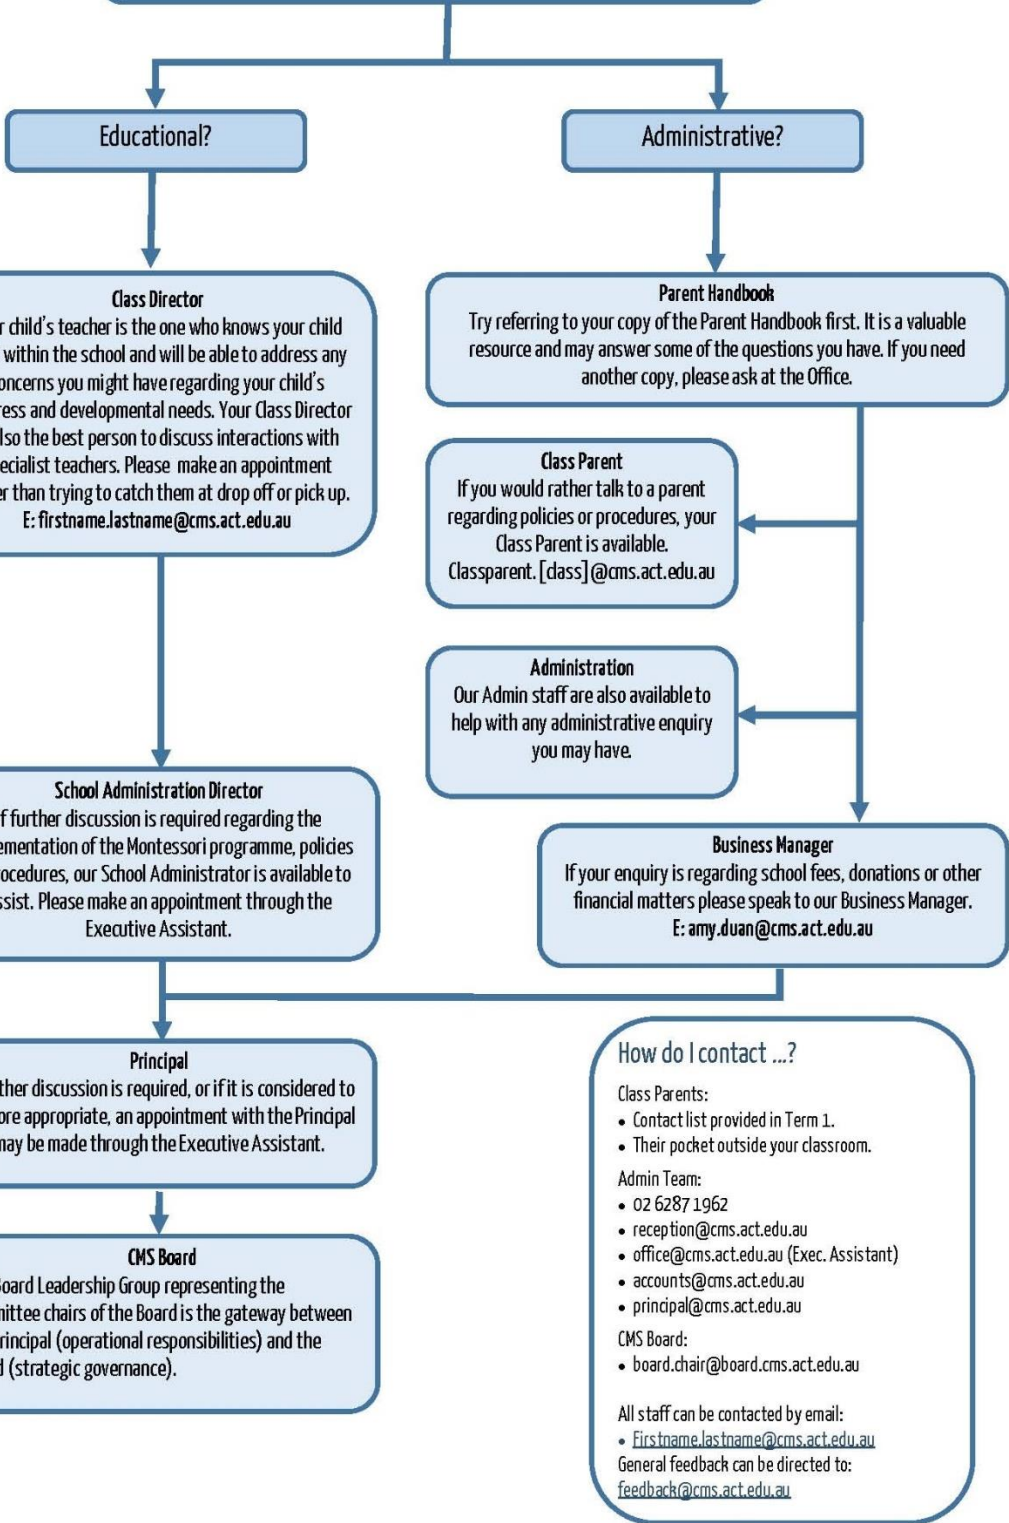 Educational?
Administrative?
Class Director
child's teacher is the one who knows your child
within the school and will be able to address any
you might have regarding your child's
and developmental needs. Your Class Director
the best person to discuss interactions with
teachers. Please make an appointment
than trying to catch them at drop off or pick up.
E: firstname.lastname@cms.act.edu.au
Parent Handbook
Try referring to your copy of the Parent Handbook first. It is a valuable
resource and may answer some of the questions you have. If you need
another copy, please ask at the Office.
Class Parent
If you would rather talk to a parent
regarding policies or procedures, your
Class Parent is available.
Classparent.[class]@cms.act.edu.au
Administration
Our Admin staff are also available to
help with any administrative enquiry
you may have.
School Administration Director
further discussion is required regarding the
of the Montessori programme, policies
our School Administrator is available to
Please make an appointment through the
Executive Assistant.
Business Manager
If your enquiry is regarding school fees, donations or other
financial matters please speak to our Business Manager.
E: amy.duan@cms.act.edu.au
Principal
discussion is required, or if it is considered to
appropriate, an appointment with the Principal
may be made through the Executive Assistant.
CMS Board
Board Leadership Group representing the
chairs of the Board is the gateway between
(operational responsibilities) and the
(strategic governance).
How do I contact ...?
Class Parents:
• Contact list provided in Term 1.
• Their pocket outside your classroom.
Admin Team:
• 02 6287 1962
• reception@cms.act.edu.au
• office@cms.act.edu.au (Exec. Assistant)
• accounts@cms.act.edu.au
• principal@cms.act.edu.au
CMS Board:
• board.chair@board.cms.act.edu.au
All staff can be contacted by email:
• Firstname.lastname@cms.act.edu.au
General feedback can be directed to:
feedback@cms.act.edu.au